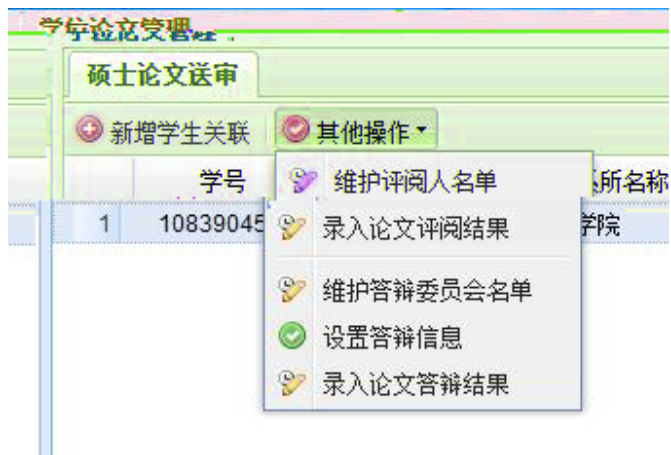 学位论文管理
硕士论文送审
新增学生关联 其他操作
学号 维护评阅人名单 所名称
1 10839045 录入论文评阅结果 学院
维护答辩委员会名单
设置答辩信息
录入论文答辩结果